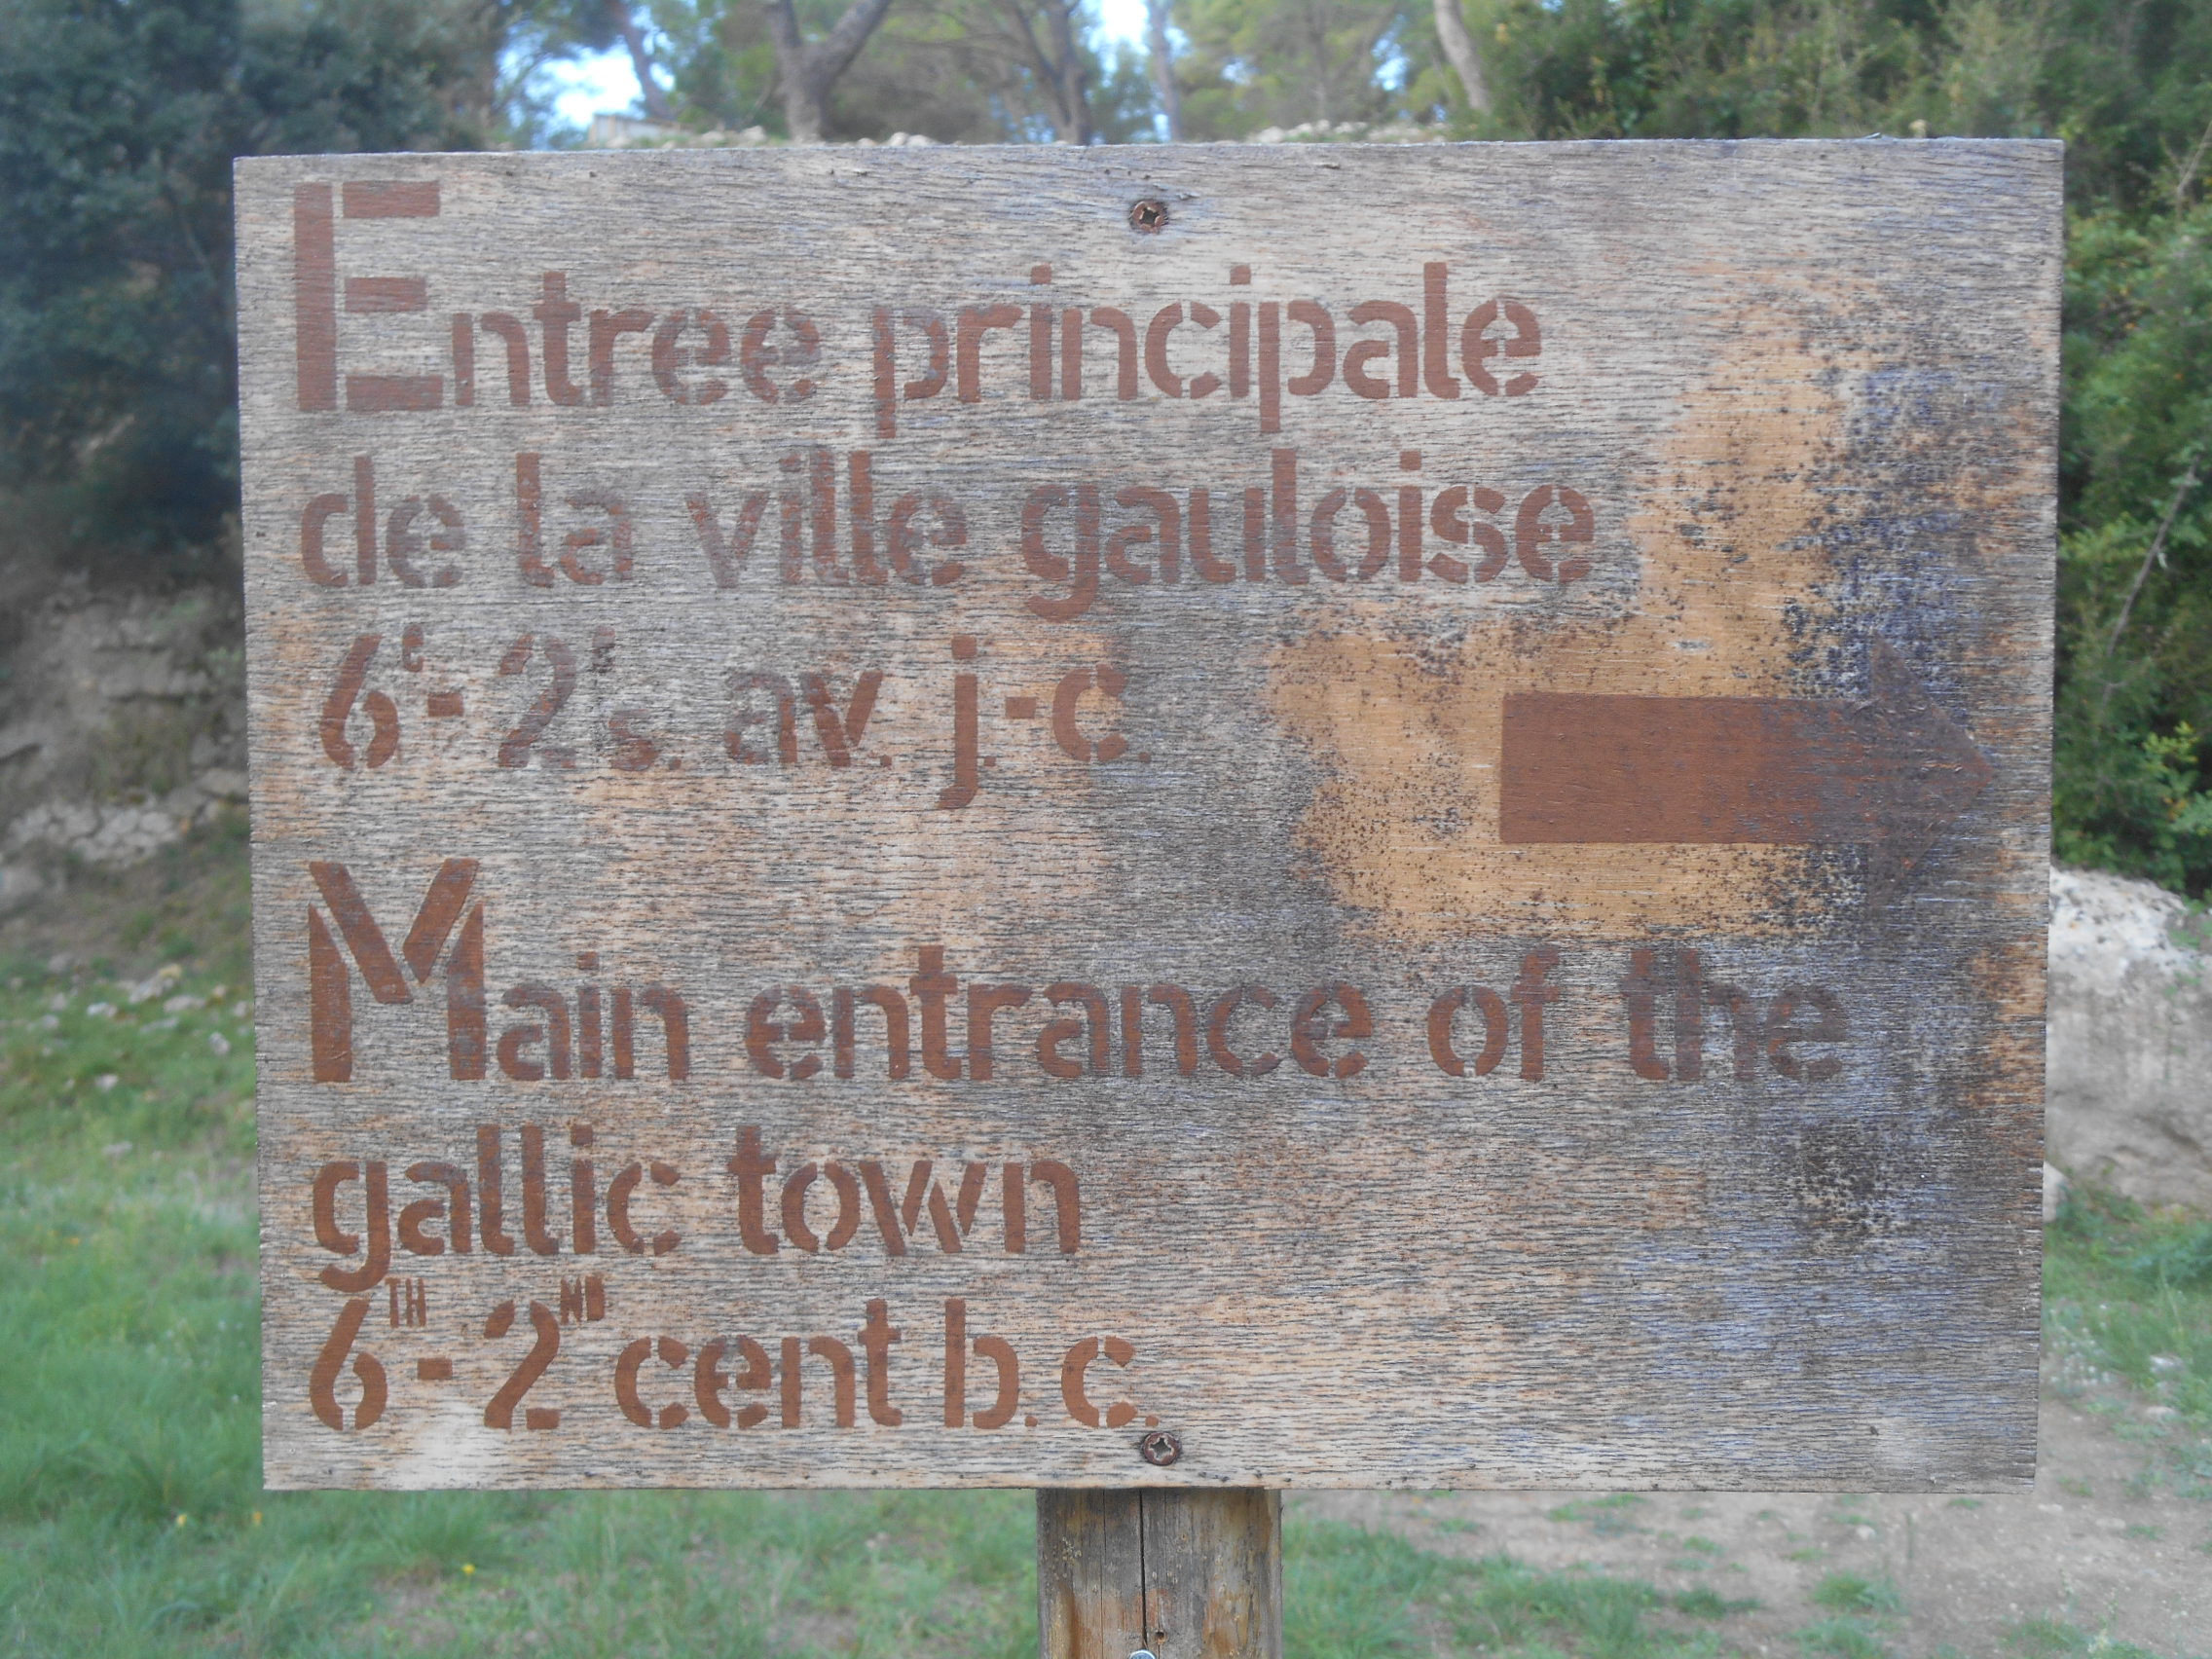 Entree principale
de la ville gauloise
6e - 2e s. av. j.-c.
Main entrance of the
gallic town
6TH - 2ND cent b.c.